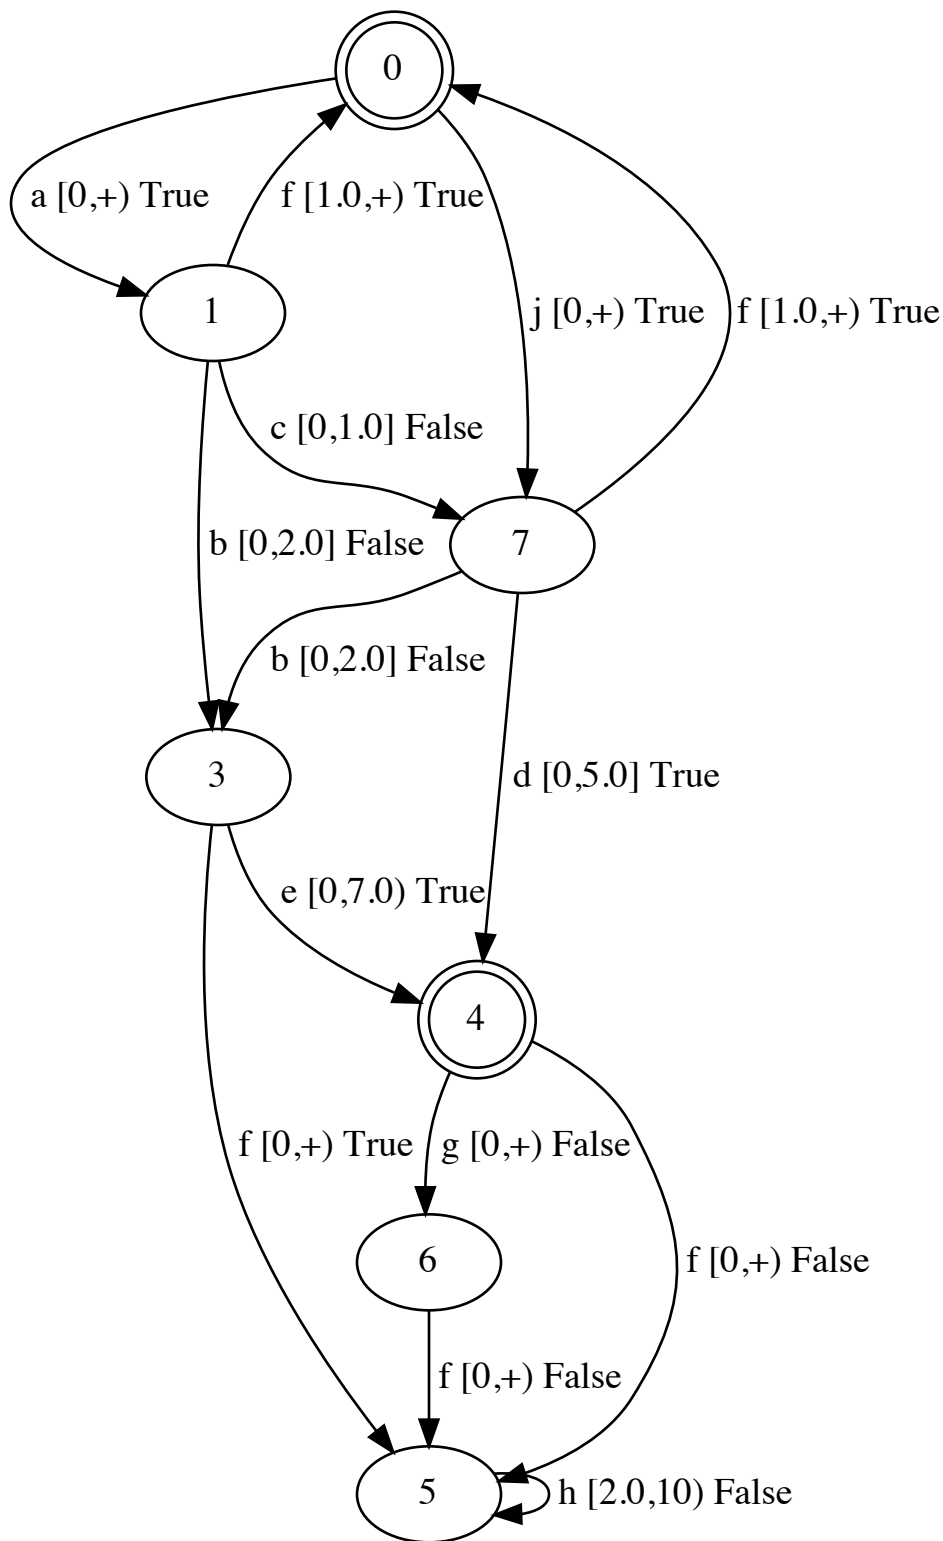 0
a [0,+) True
f [1.0,+) True
1
j [0,+) True
f [1.0,+) True
c [0,1.0] False
b [0,2.0] False
7
b [0,2.0] False
3
d [0,5.0] True
e [0,7.0) True
4
f [0,+) True
g [0,+) False
6
f [0,+) False
f [0,+) False
5
h [2.0,10) False